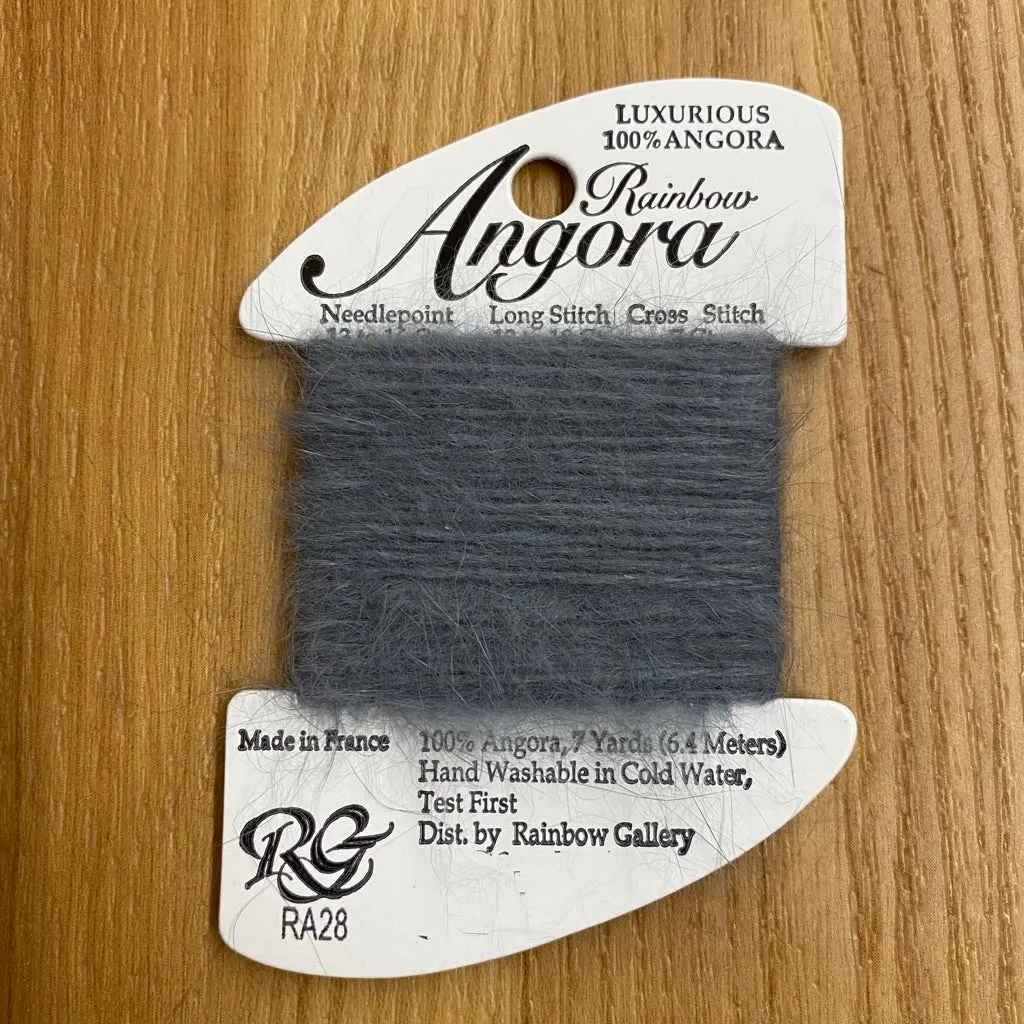 LUXURIOUS
100% ANGORA
Rainbow
Angora
Needlepoint Long Stitch Cross Stitch
Made in France
100% Angora, 7 Yards (6.4 Meters)
Hand Washable in Cold Water,
Test First
Dist. by Rainbow Gallery
RG
RA28